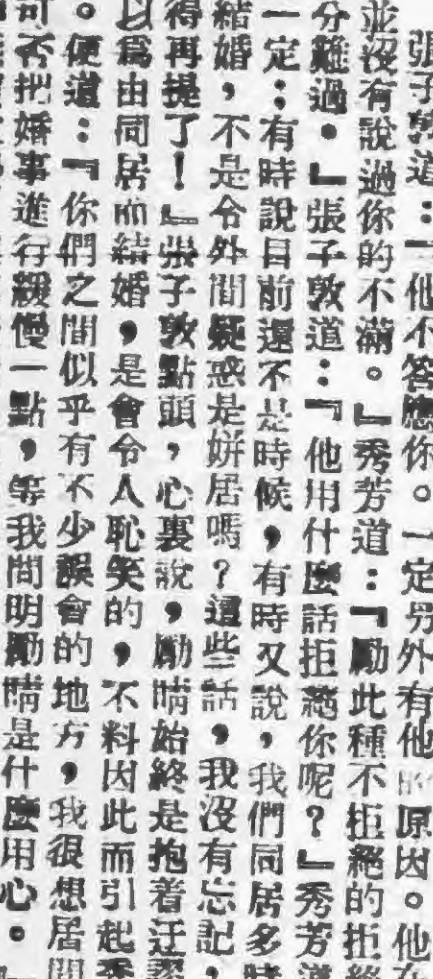 張子敦道：「他不答應你。一定另外有他的原因。他
並沒有說過你的不滿。」秀芳道：「勵此種不拒絕的拒絕
分難過。」張子敦道：「他用什麽話拒絕你呢？」秀芳道
一定：有時說目前還不是時候，有時又說，我們同居多時
結婚，不是令外間疑惑是姘居嗎？這些話，我沒有忘記，
得再提了！」張子敦點頭，心裏說，勵晴始終是抱着迂
以爲由同居而結婚，是會令人恥笑的，不料因此而引起秀
。便道：「你們之間似乎有不少誤會的地方，我很想居間
可否把婚事進行緩慢一點，等我問明勵晴是什麽用心。」